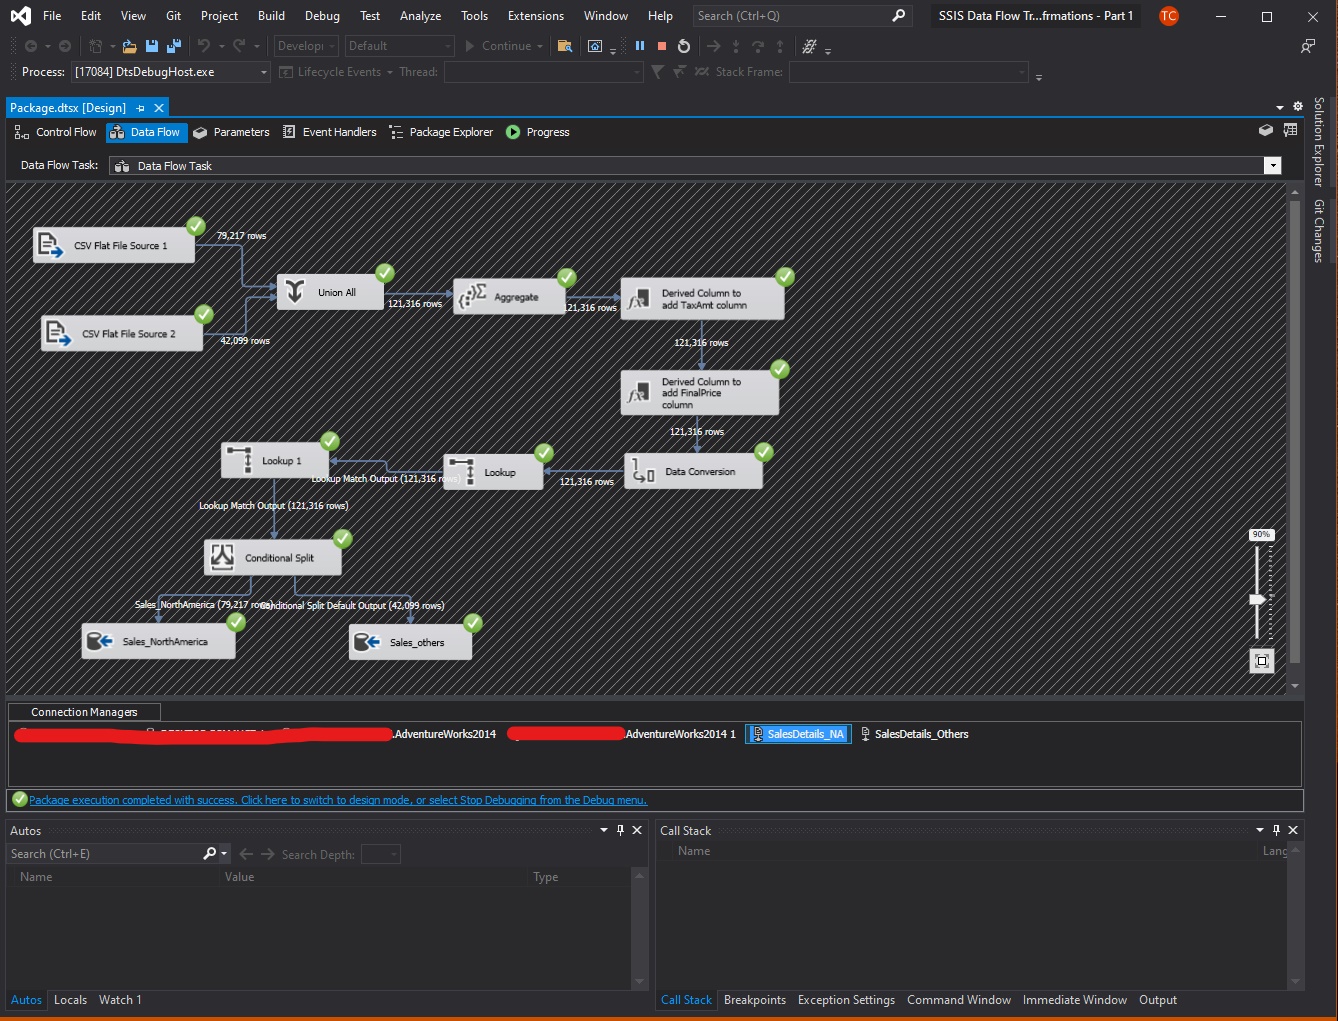 File Edit View Git Project Build Debug Test Analyze Tools Extensions Window Help Search (Ctrl+Q) SSIS Data Flow Tr...frmations - Part 1 TC
Develop Default Continue
Process: [17084] DtsDebugHost.exe Lifecycle Events Thread: Stack Frame:
Package.dtsx [Design]
Control Flow Data Flow Parameters Event Handlers Package Explorer Progress
Data Flow Task: Data Flow Task
Solution Explorer
Git Changes
79,217 rows
CSV Flat File Source 1
Union All
121,316 rows
Aggregate
121,316 rows
Derived Column to
add TaxAmt column
CSV Flat File Source 2
42,099 rows
121,316 rows
Derived Column to
add FinalPrice
column
121,316 rows
Data Conversion
121,316 rows
Lookup
Lookup Match Output (121,316 rows)
Lookup 1
Lookup Match Output (121,316 rows)
Conditional Split
Sales_NorthAmerica (79,217 rows)
Conditional Split Default Output (42,099 rows)
Sales_NorthAmerica
Sales_others
90%
Connection Managers
.AdventureWorks2014 .AdventureWorks2014 1 SalesDetails_NA SalesDetails_Others
Package execution completed with success. Click here to switch to design mode, or select Stop Debugging from the Debug menu.
Autos
Search (Ctrl+E) Search Depth:
Name Value Type
Autos Locals Watch 1
Call Stack
Name Lang
Call Stack Breakpoints Exception Settings Command Window Immediate Window Output